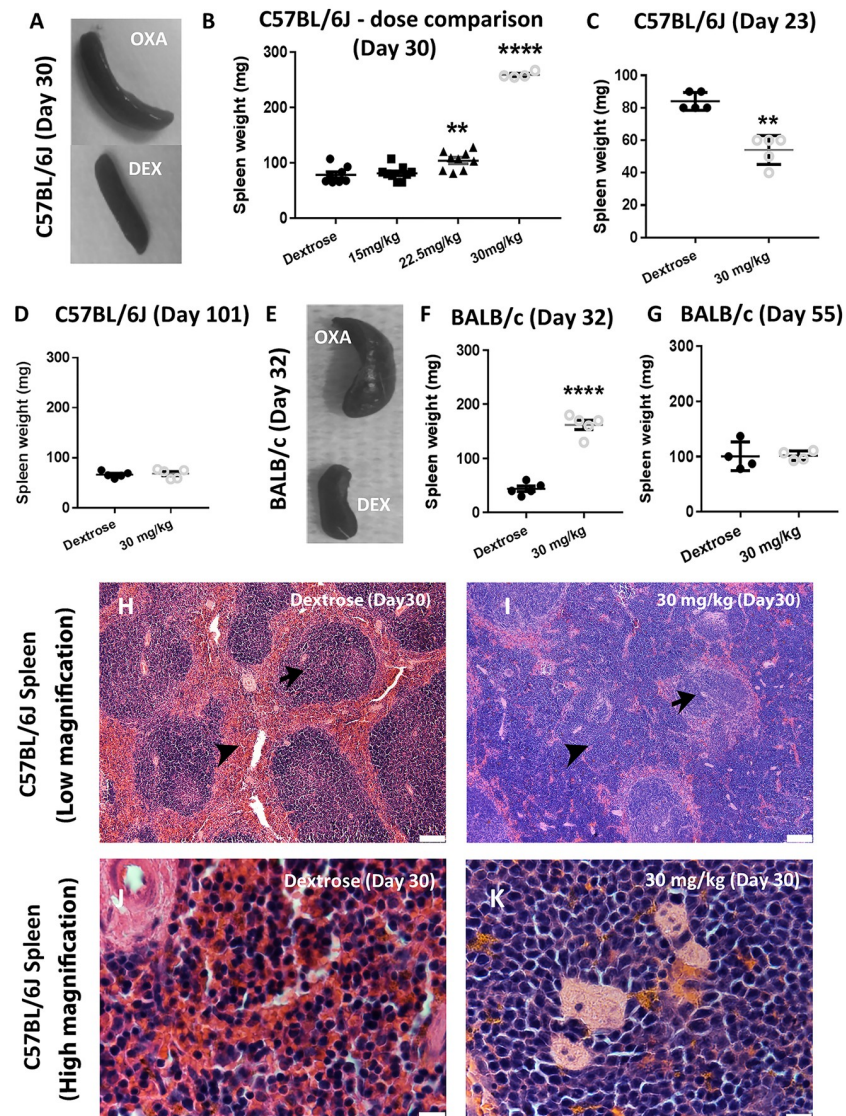 A
C57BL/6J (Day 30)
OXA
DEX
B
C57BL/6J - dose comparison
(Day 30)
Spleen weight (mg)
300
200
100
0
**
****
Dextrose
15mg/kg
22.5mg/kg
30mg/kg
C
C57BL/6J (Day 23)
Spleen weight (mg)
100
80
60
40
20
0
**
Dextrose
30 mg/kg
D
C57BL/6J (Day 101)
Spleen weight (mg)
300
200
100
0
Dextrose
30 mg/kg
E
BALB/c (Day 32)
OXA
DEX
F
BALB/c (Day 32)
Spleen weight (mg)
300
200
100
0
****
Dextrose
30 mg/kg
G
BALB/c (Day 55)
Spleen weight (mg)
300
200
100
0
Dextrose
30 mg/kg
C57BL/6J Spleen
(Low magnification)
H
Dextrose (Day30)
I
30 mg/kg (Day30)
C57BL/6J Spleen
(High magnification)
J
Dextrose (Day 30)
K
30 mg/kg (Day 30)